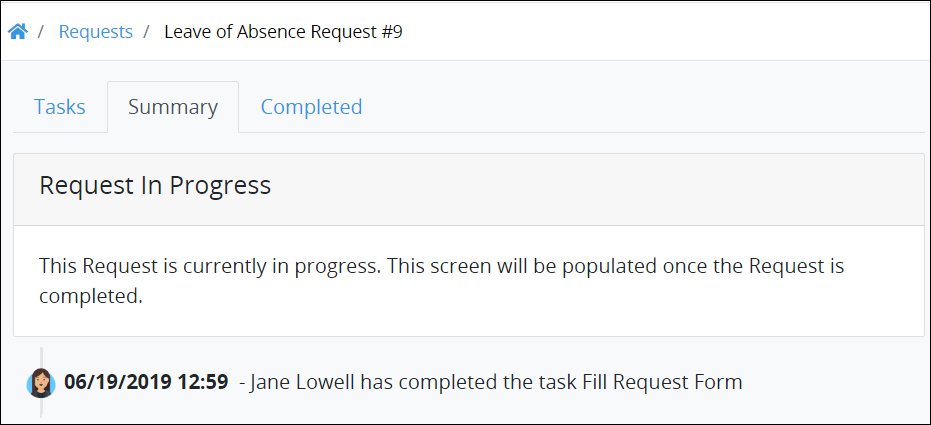 / Requests / Leave of Absence Request #9
Tasks Summary Completed
Request In Progress
This Request is currently in progress. This screen will be populated once the Request is
completed.
06/19/2019 12:59 - Jane Lowell has completed the task Fill Request Form